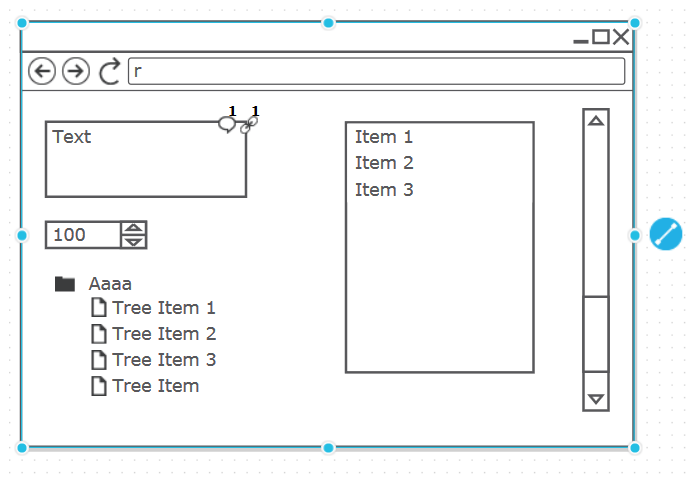 r
1 1
Text
100
Aaaa
Tree Item 1
Tree Item 2
Tree Item 3
Tree Item
Item 1
Item 2
Item 3